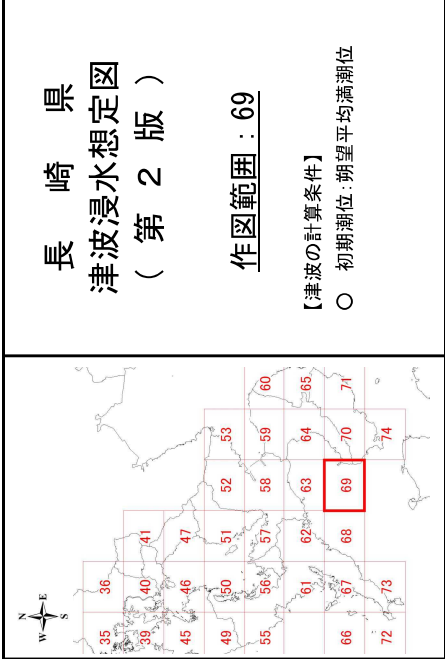 N
W E
S
35 36
39 40 41
45 46 47
49 50 51 52 53
55 56 57 58 59 60
61 62 63 64 65
66 67 68 69 70 71
72 73 74
長 崎 県
津波浸水想定図
( 第 2 版 )
作図範囲:69
【津波の計算条件】
○ 初期潮位:朔望平均満潮位